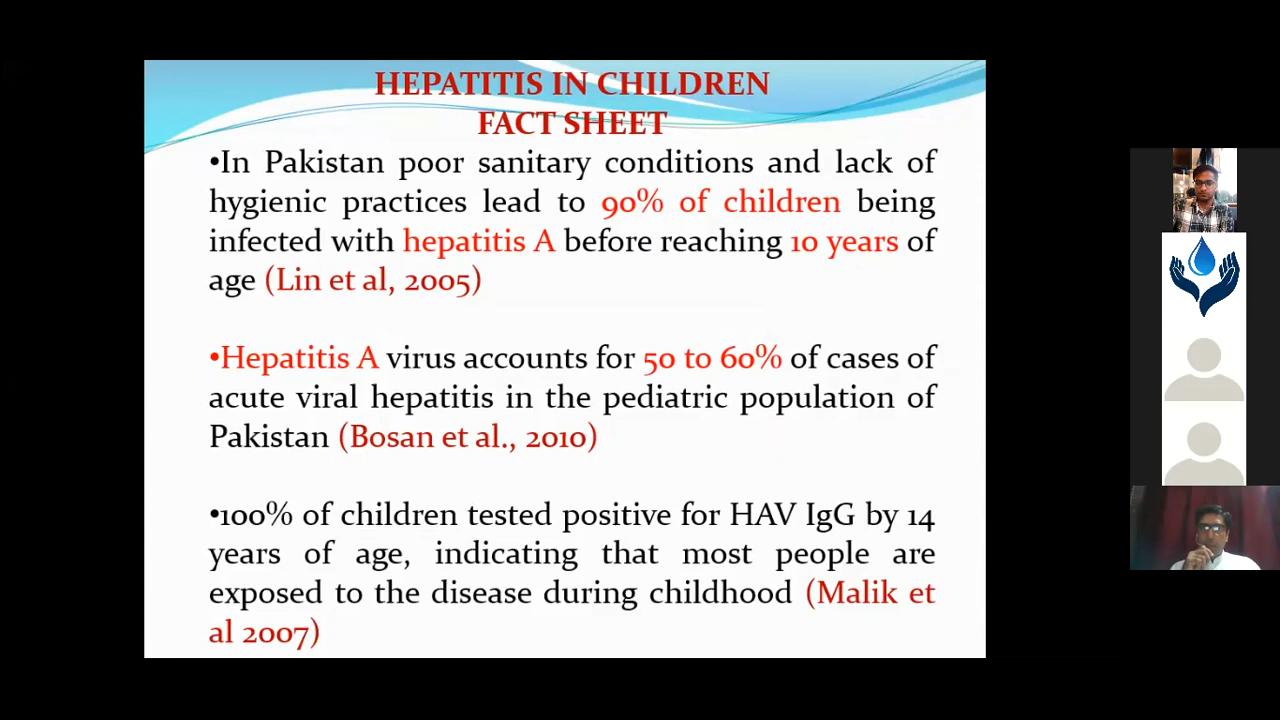 HEPATITIS IN CHILDREN
FACT SHEET
•In Pakistan poor sanitary conditions and lack of
hygienic practices lead to 90% of children being
infected with hepatitis A before reaching 10 years of
age (Lin et al, 2005)
•Hepatitis A virus accounts for 50 to 60% of cases of
acute viral hepatitis in the pediatric population of
Pakistan (Bosan et al., 2010)
•100% of children tested positive for HAV IgG by 14
years of age, indicating that most people are
exposed to the disease during childhood (Malik et
al 2007)